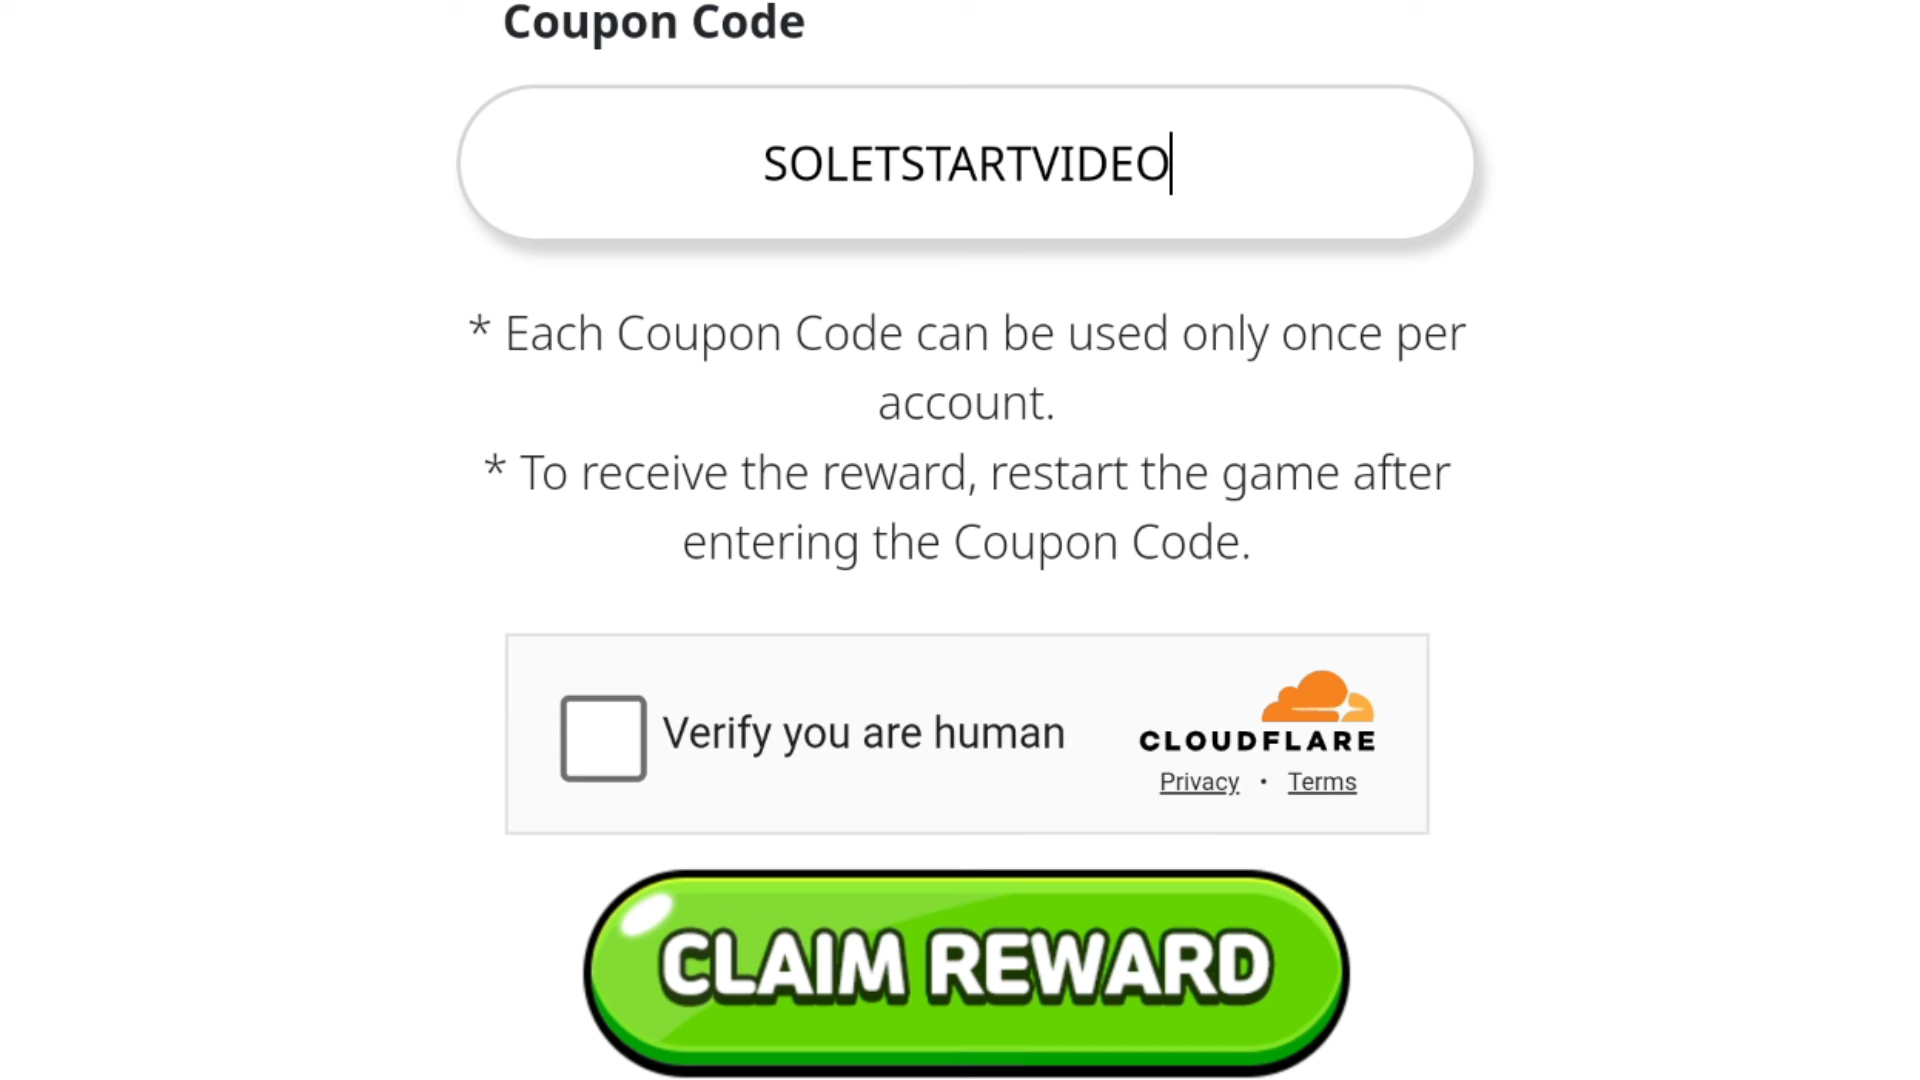 Coupon Code
SOLETSTARTVIDEO
* Each Coupon Code can be used only once per
account.
* To receive the reward, restart the game after
entering the Coupon Code.
Verify you are human
CLOUDFLARE
Privacy • Terms
CLAIM REWARD